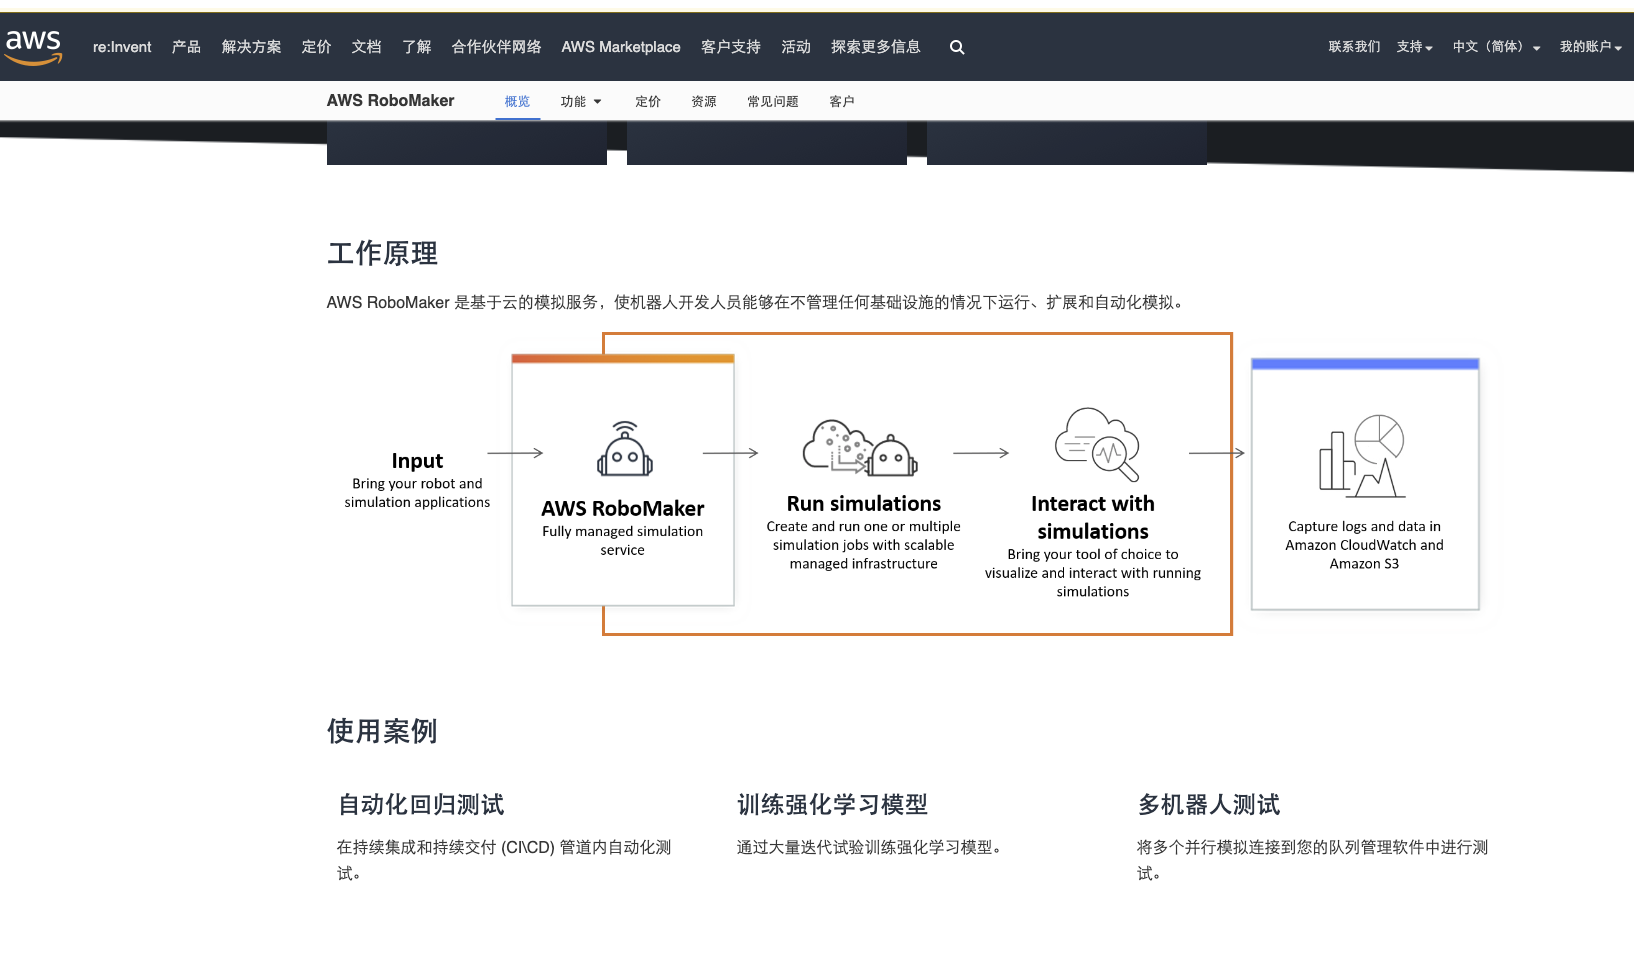 aws
re:Invent 产品 解决方案 定价 文档 了解 合作伙伴网络 AWS Marketplace 客户支持 活动 探索更多信息
联系我们 支持 中文（简体） 我的账户
AWS RoboMaker
概览 功能 定价 资源 常见问题 客户
工作原理
AWS RoboMaker 是基于云的模拟服务，使机器人开发人员能够在不管理任何基础设施的情况下运行、扩展和自动化模拟。
Input
Bring your robot and
simulation applications
AWS RoboMaker
Fully managed simulation
service
Run simulations
Create and run one or multiple
simulation jobs with scalable
managed infrastructure
Interact with
simulations
Bring your tool of choice to
visualize and interact with running
simulations
Capture logs and data in
Amazon CloudWatch and
Amazon S3
使用案例
自动化回归测试
在持续集成和持续交付 (CI\CD) 管道内自动化测
试。
训练强化学习模型
通过大量迭代试验训练强化学习模型。
多机器人测试
将多个并行模拟连接到您的队列管理软件中进行测
试。